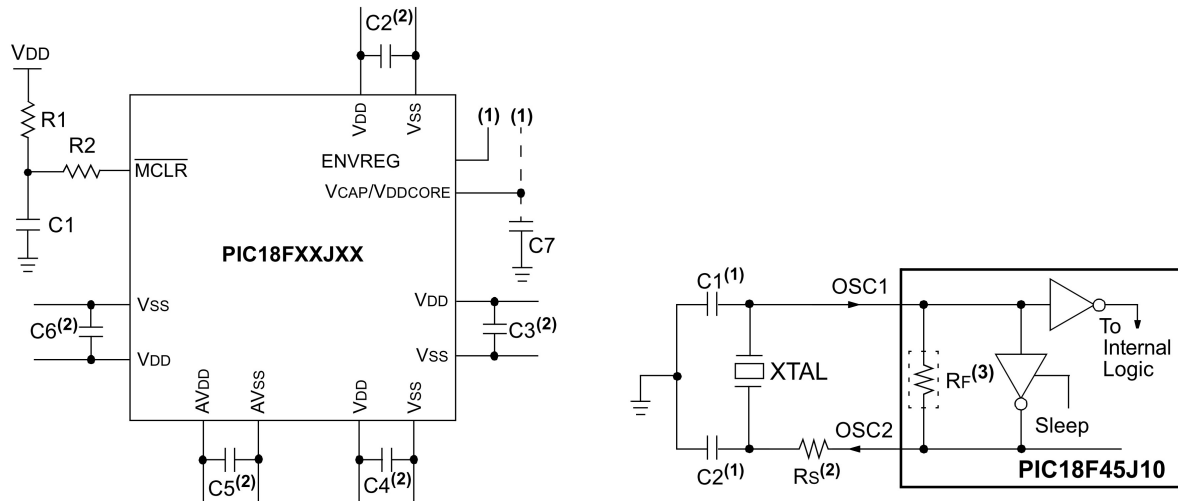 VDD
R1
R2
C1
MCLR
C2(2)
VDD
VSS
(1)
(1)
ENVREG
VCAP/VDDCORE
C7
PIC18FXXJXX
VSS
C6(2)
VDD
VDD
C3(2)
VSS
AVDD
AVSS
VDD
VSS
C5(2)
C4(2)
C1(1)
OSC1
To
Internal
Logic
XTAL
RF(3)
Sleep
OSC2
C2(1)
RS(2)
PIC18F45J10